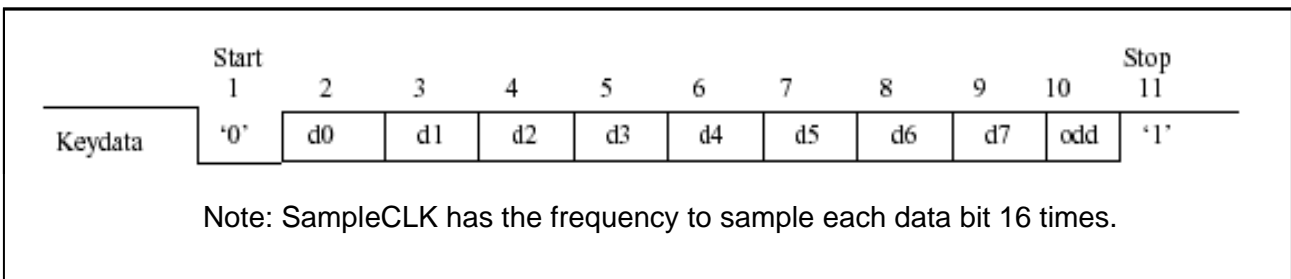 Start Stop
1 2 3 4 5 6 7 8 9 10 11
Keydata ‘0’ d0 d1 d2 d3 d4 d5 d6 d7 odd ‘1’
Note: SampleCLK has the frequency to sample each data bit 16 times.